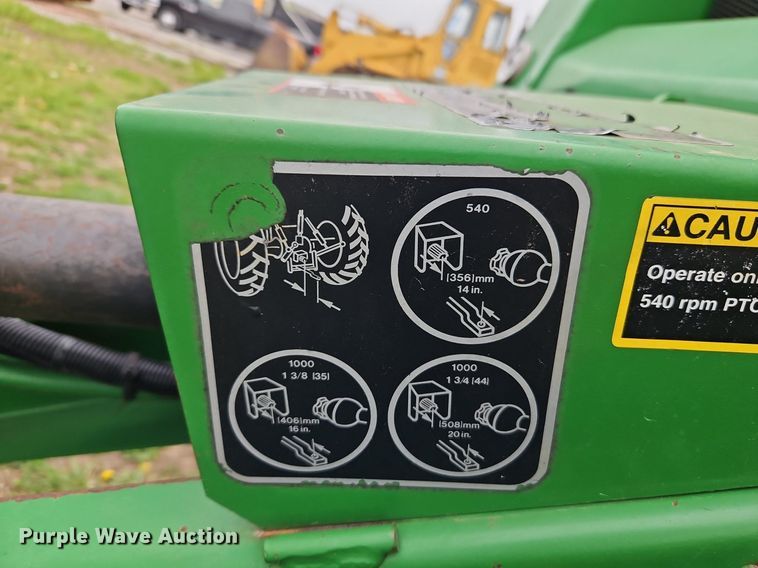 540
(356)mm
14 in.
1000
1 3/8 (35)
(406)mm
16 in.
1000
1 3/4 (44)
(508)mm
20 in.
CAU
Operate on
540 rpm PTO
Purple Wave Auction